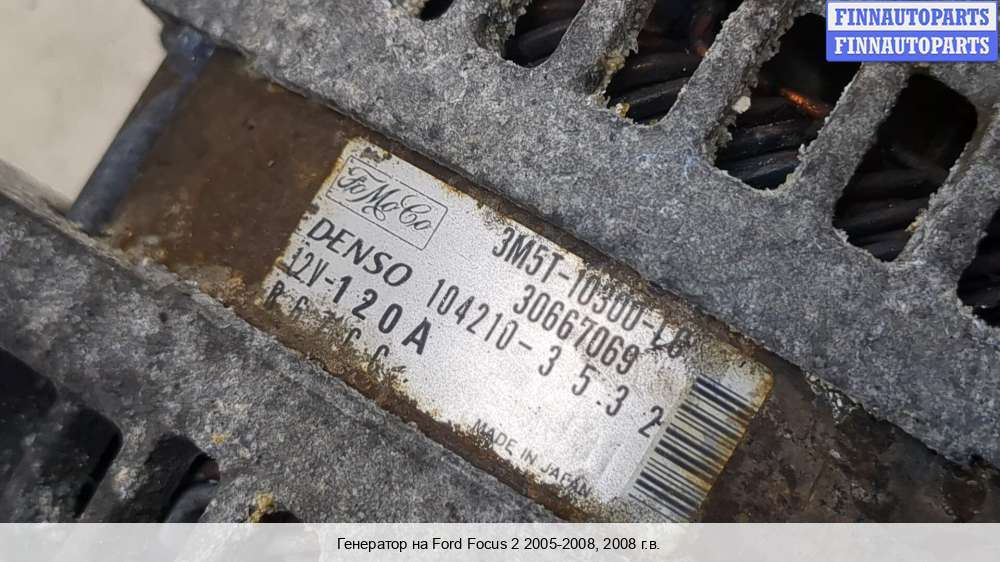 FINNAUTOPARTS
FINNAUTOPARTS
FoMoCo
3M5T-10300-LC
30667069
DENSO 104210-3532
12V-120A
MADE IN JAPAN
Генератор на Ford Focus 2 2005-2008, 2008 г.в.